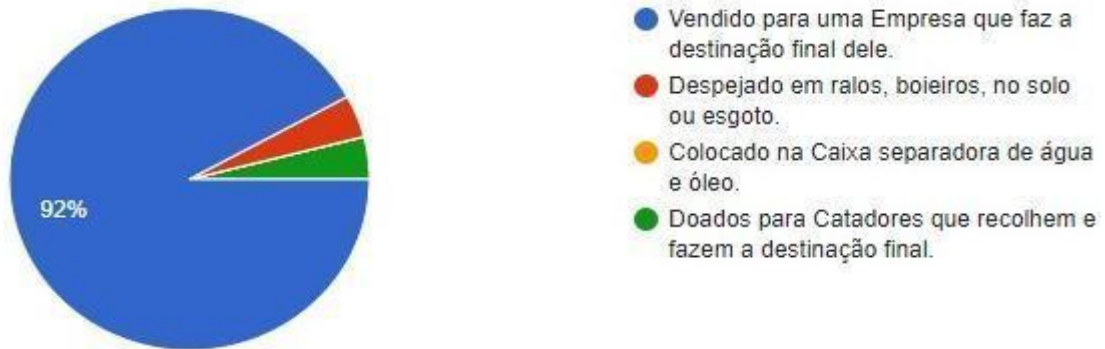 Vendido para uma Empresa que faz a
destinação final dele.
Despejado em ralos, boieiros, no solo
ou esgoto.
Colocado na Caixa separadora de água
e óleo.
Doados para Catadores que recolhem e
fazem a destinação final.
92%